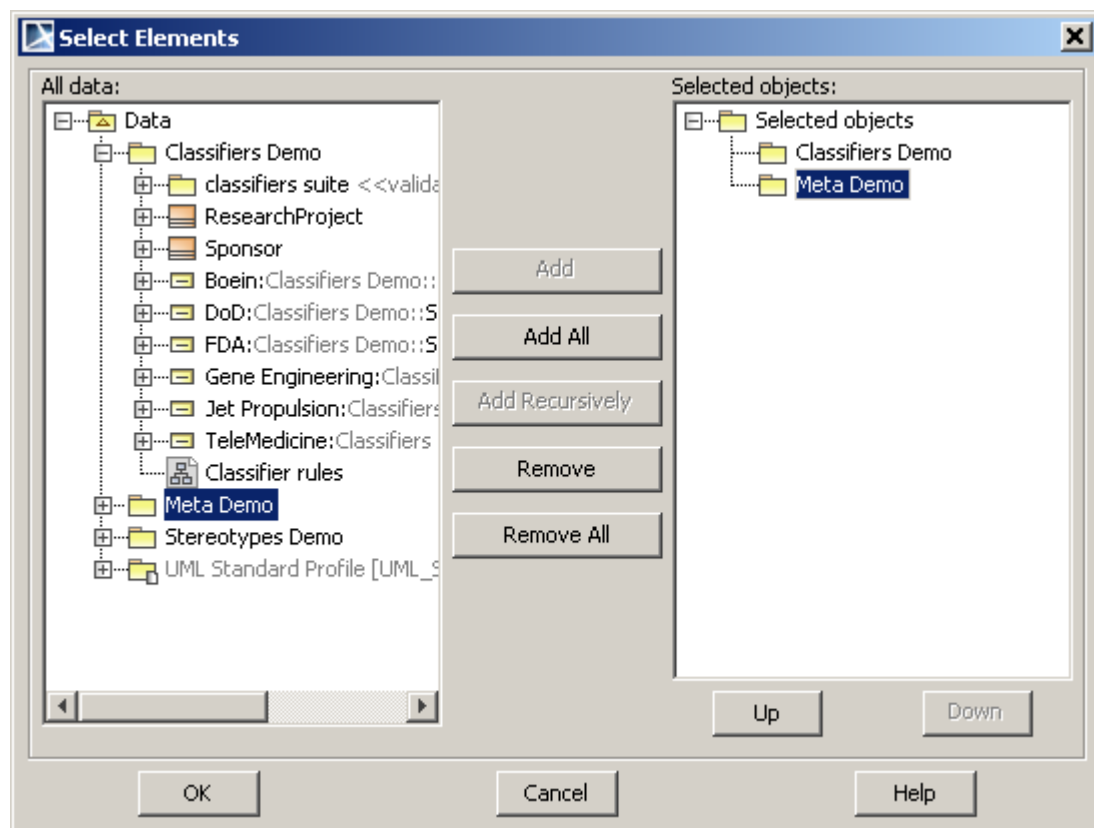 Select Elements
All data:
Data
Classifiers Demo
classifiers suite <<valida
ResearchProject
Sponsor
Boein:Classifiers Demo::
DoD:Classifiers Demo::S
FDA:Classifiers Demo::S
Gene Engineering:Classif
Jet Propulsion:Classifiers
TeleMedicine:Classifiers
Classifier rules
Meta Demo
Stereotypes Demo
UML Standard Profile [UML_S
Add
Add All
Add Recursively
Remove
Remove All
Selected objects:
Selected objects
Classifiers Demo
Meta Demo
Up
Down
OK
Cancel
Help